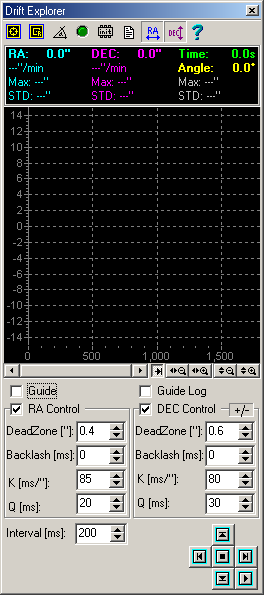 Drift Explorer
RA: 0.0" DEC: 0.0" Time: 0.0s
---"/min ---"/min Angle: 0.0°
Max: ---" Max: ---" Max: ---"
STD: ---" STD: ---" STD: ---"
14
12
10
8
6
4
2
0
-2
-4
-6
-8
-10
-12
-14
0 500 1,000 1,500
Guide Guide Log
RA Control DEC Control +/-
DeadZone ["]: 0.4 DeadZone ["]: 0.6
Backlash [ms]: 0 Backlash [ms]: 0
K [ms/"]: 85 K [ms/"]: 80
Q [ms]: 20 Q [ms]: 30
Interval [ms]: 200